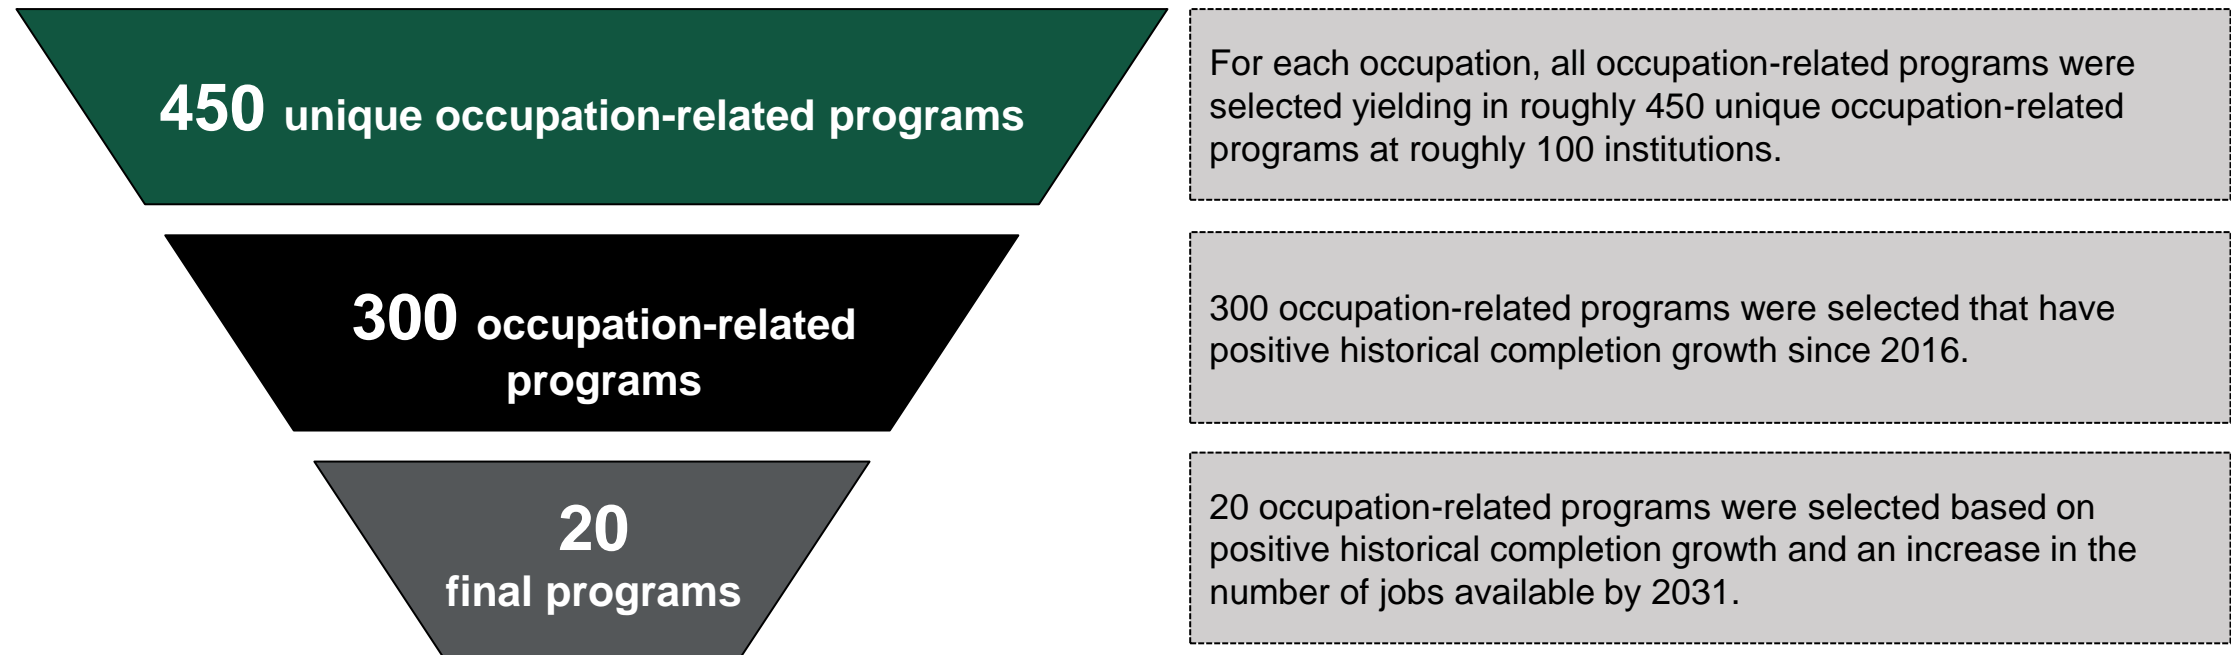 450 unique occupation-related programs
For each occupation, all occupation-related programs were
selected yielding in roughly 450 unique occupation-related
programs at roughly 100 institutions.
300 occupation-related
programs
300 occupation-related programs were selected that have
positive historical completion growth since 2016.
20
final programs
20 occupation-related programs were selected based on
positive historical completion growth and an increase in the
number of jobs available by 2031.